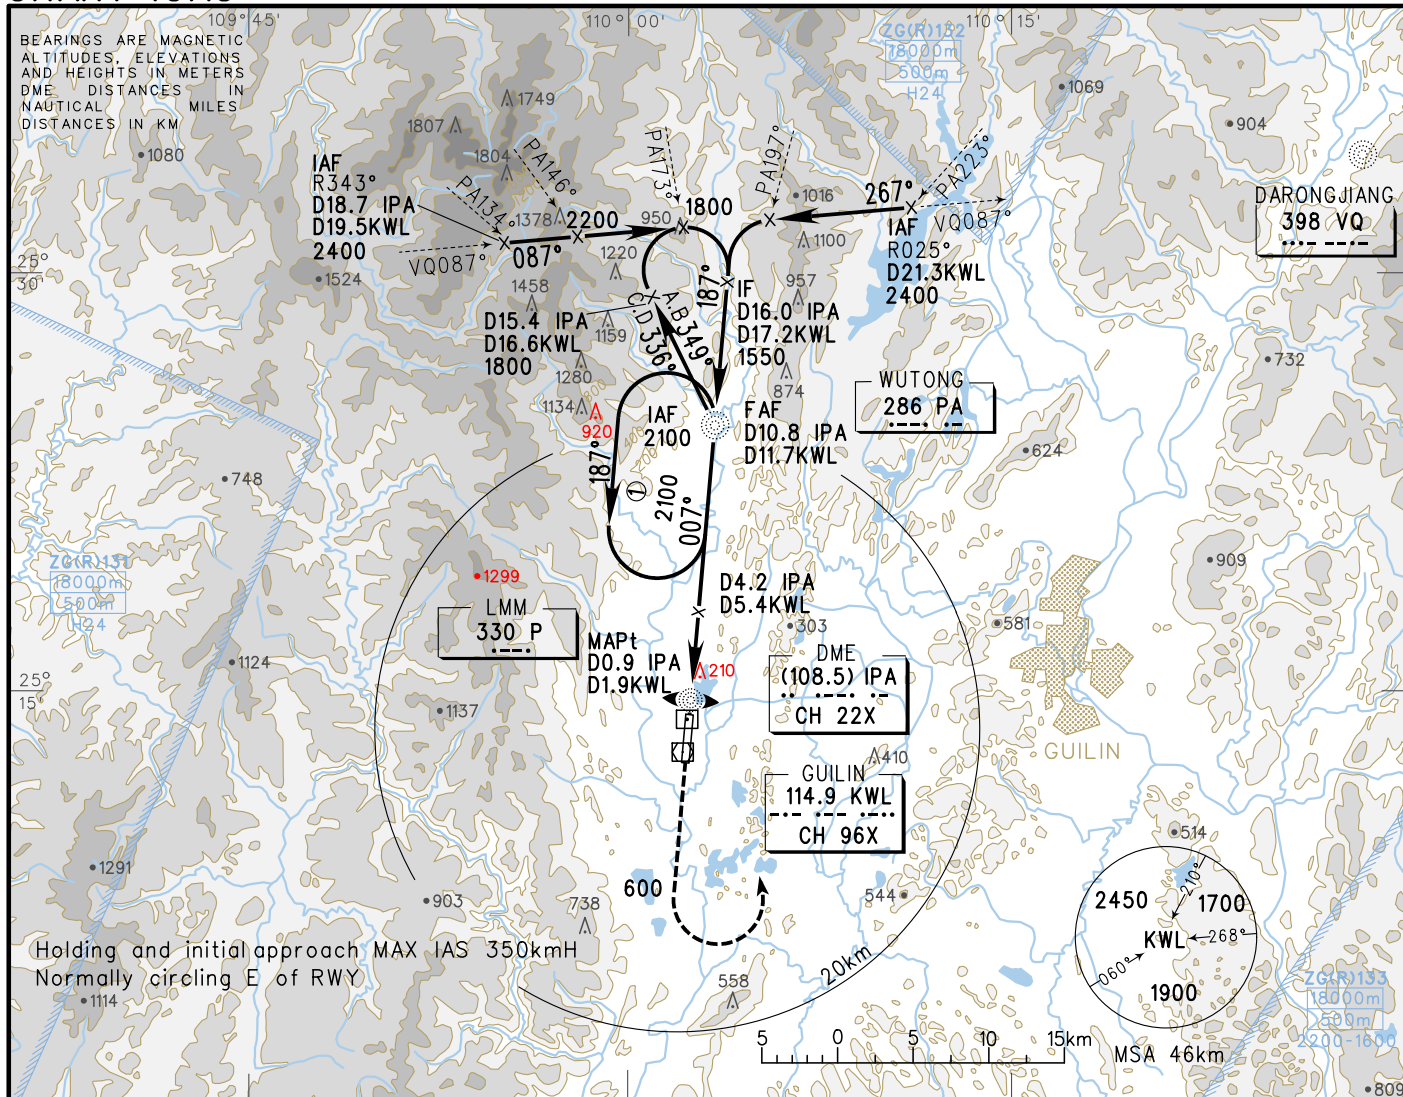 109°45'
110°00'
110°15'
BEARINGS ARE MAGNETIC
ALTITUDES, ELEVATIONS
AND HEIGHTS IN METERS
DME DISTANCES IN
NAUTICAL MILES
DISTANCES IN KM
ZG(R)132
18000m
500m
H24
1749
1807
1804
1080
1069
904
IAF
R343°
D18.7 IPA
D19.5KWL
2400
PA134°
PA146°
PA173°
PA197°
PA223°
1378
2200
950
1800
1016
267°
VQ087°
DARONGJIANG
398 VQ
VQ087°
087°
1220
1100
IAF
R025°
D21.3KWL
2400
25°
30'
1524
1458
1159
957
187°
IF
D16.0 IPA
D17.2KWL
1550
A.B 349°
C.D 336°
D15.4 IPA
D16.6KWL
1800
1280
1134
920
874
732
WUTONG
286 PA
IAF
2100
FAF
D10.8 IPA
D11.7KWL
624
748
187°
1
2100
007°
ZG(R)131
18000m
500m
H24
909
1299
LMM
330 P
D4.2 IPA
D5.4KWL
303
581
1124
MAPt
D0.9 IPA
D1.9KWL
210
DME
(108.5) IPA
CH 22X
25°
15'
1137
410
GUILIN
GUILIN
114.9 KWL
CH 96X
514
1291
903
600
738
544
2450
210°
1700
KWL
268°
060°
1900
Holding and initial approach MAX IAS 350kmH
Normally circling E of RWY
20km
1114
558
ZG(R)133
18000m
500m
2200-1600
5 0 5 10 15km
MSA 46km
809